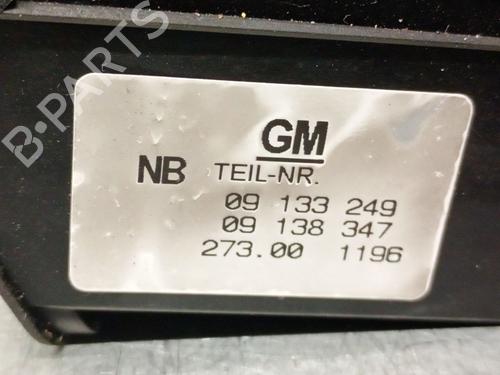 B-PARTS
GM
NB TEIL-NR.
09 133 249
09 138 347
273.00 1196